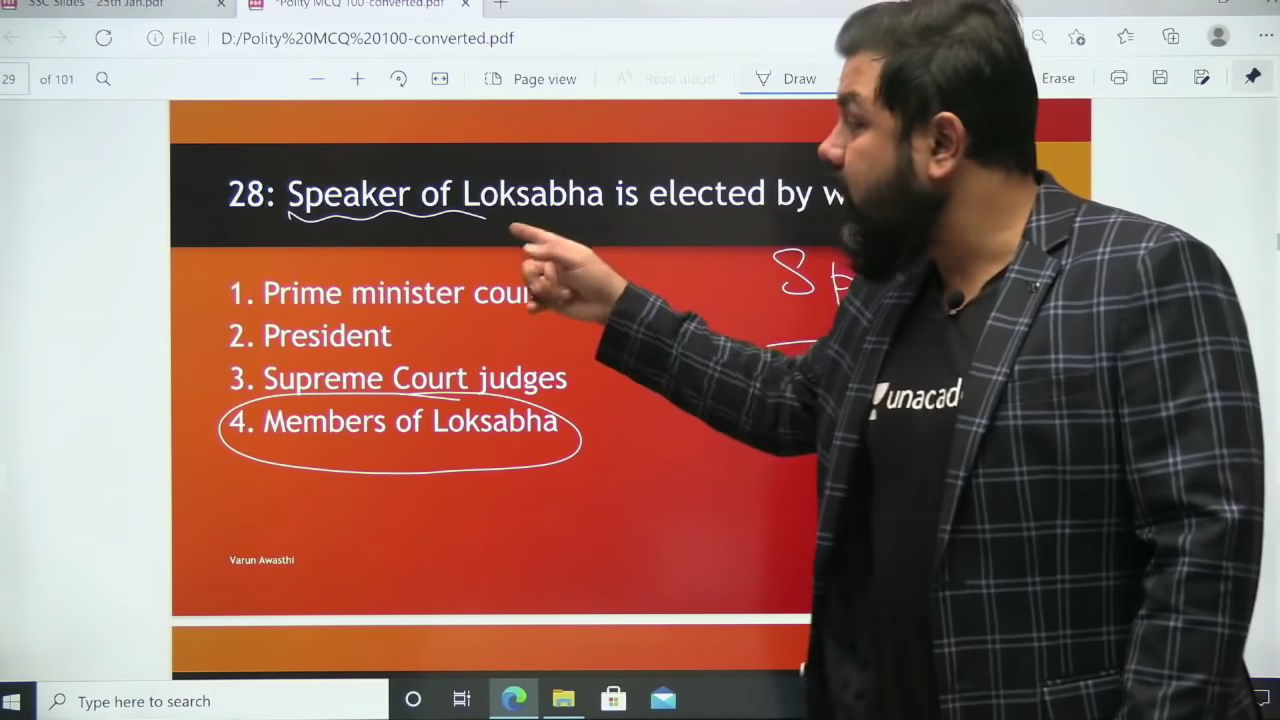 SSC Slides - 25th Jan.pdf
*Polity MCQ 100-converted.pdf
File D:/Polity%20MCQ%20100-converted.pdf
29 of 101 Page view Read aloud Draw Erase
28: Speaker of Loksabha is elected by
Sp
1. Prime minister
2. President
3. Supreme Court judges
4. Members of Loksabha
unacad
Varun Awasthi
Type here to search